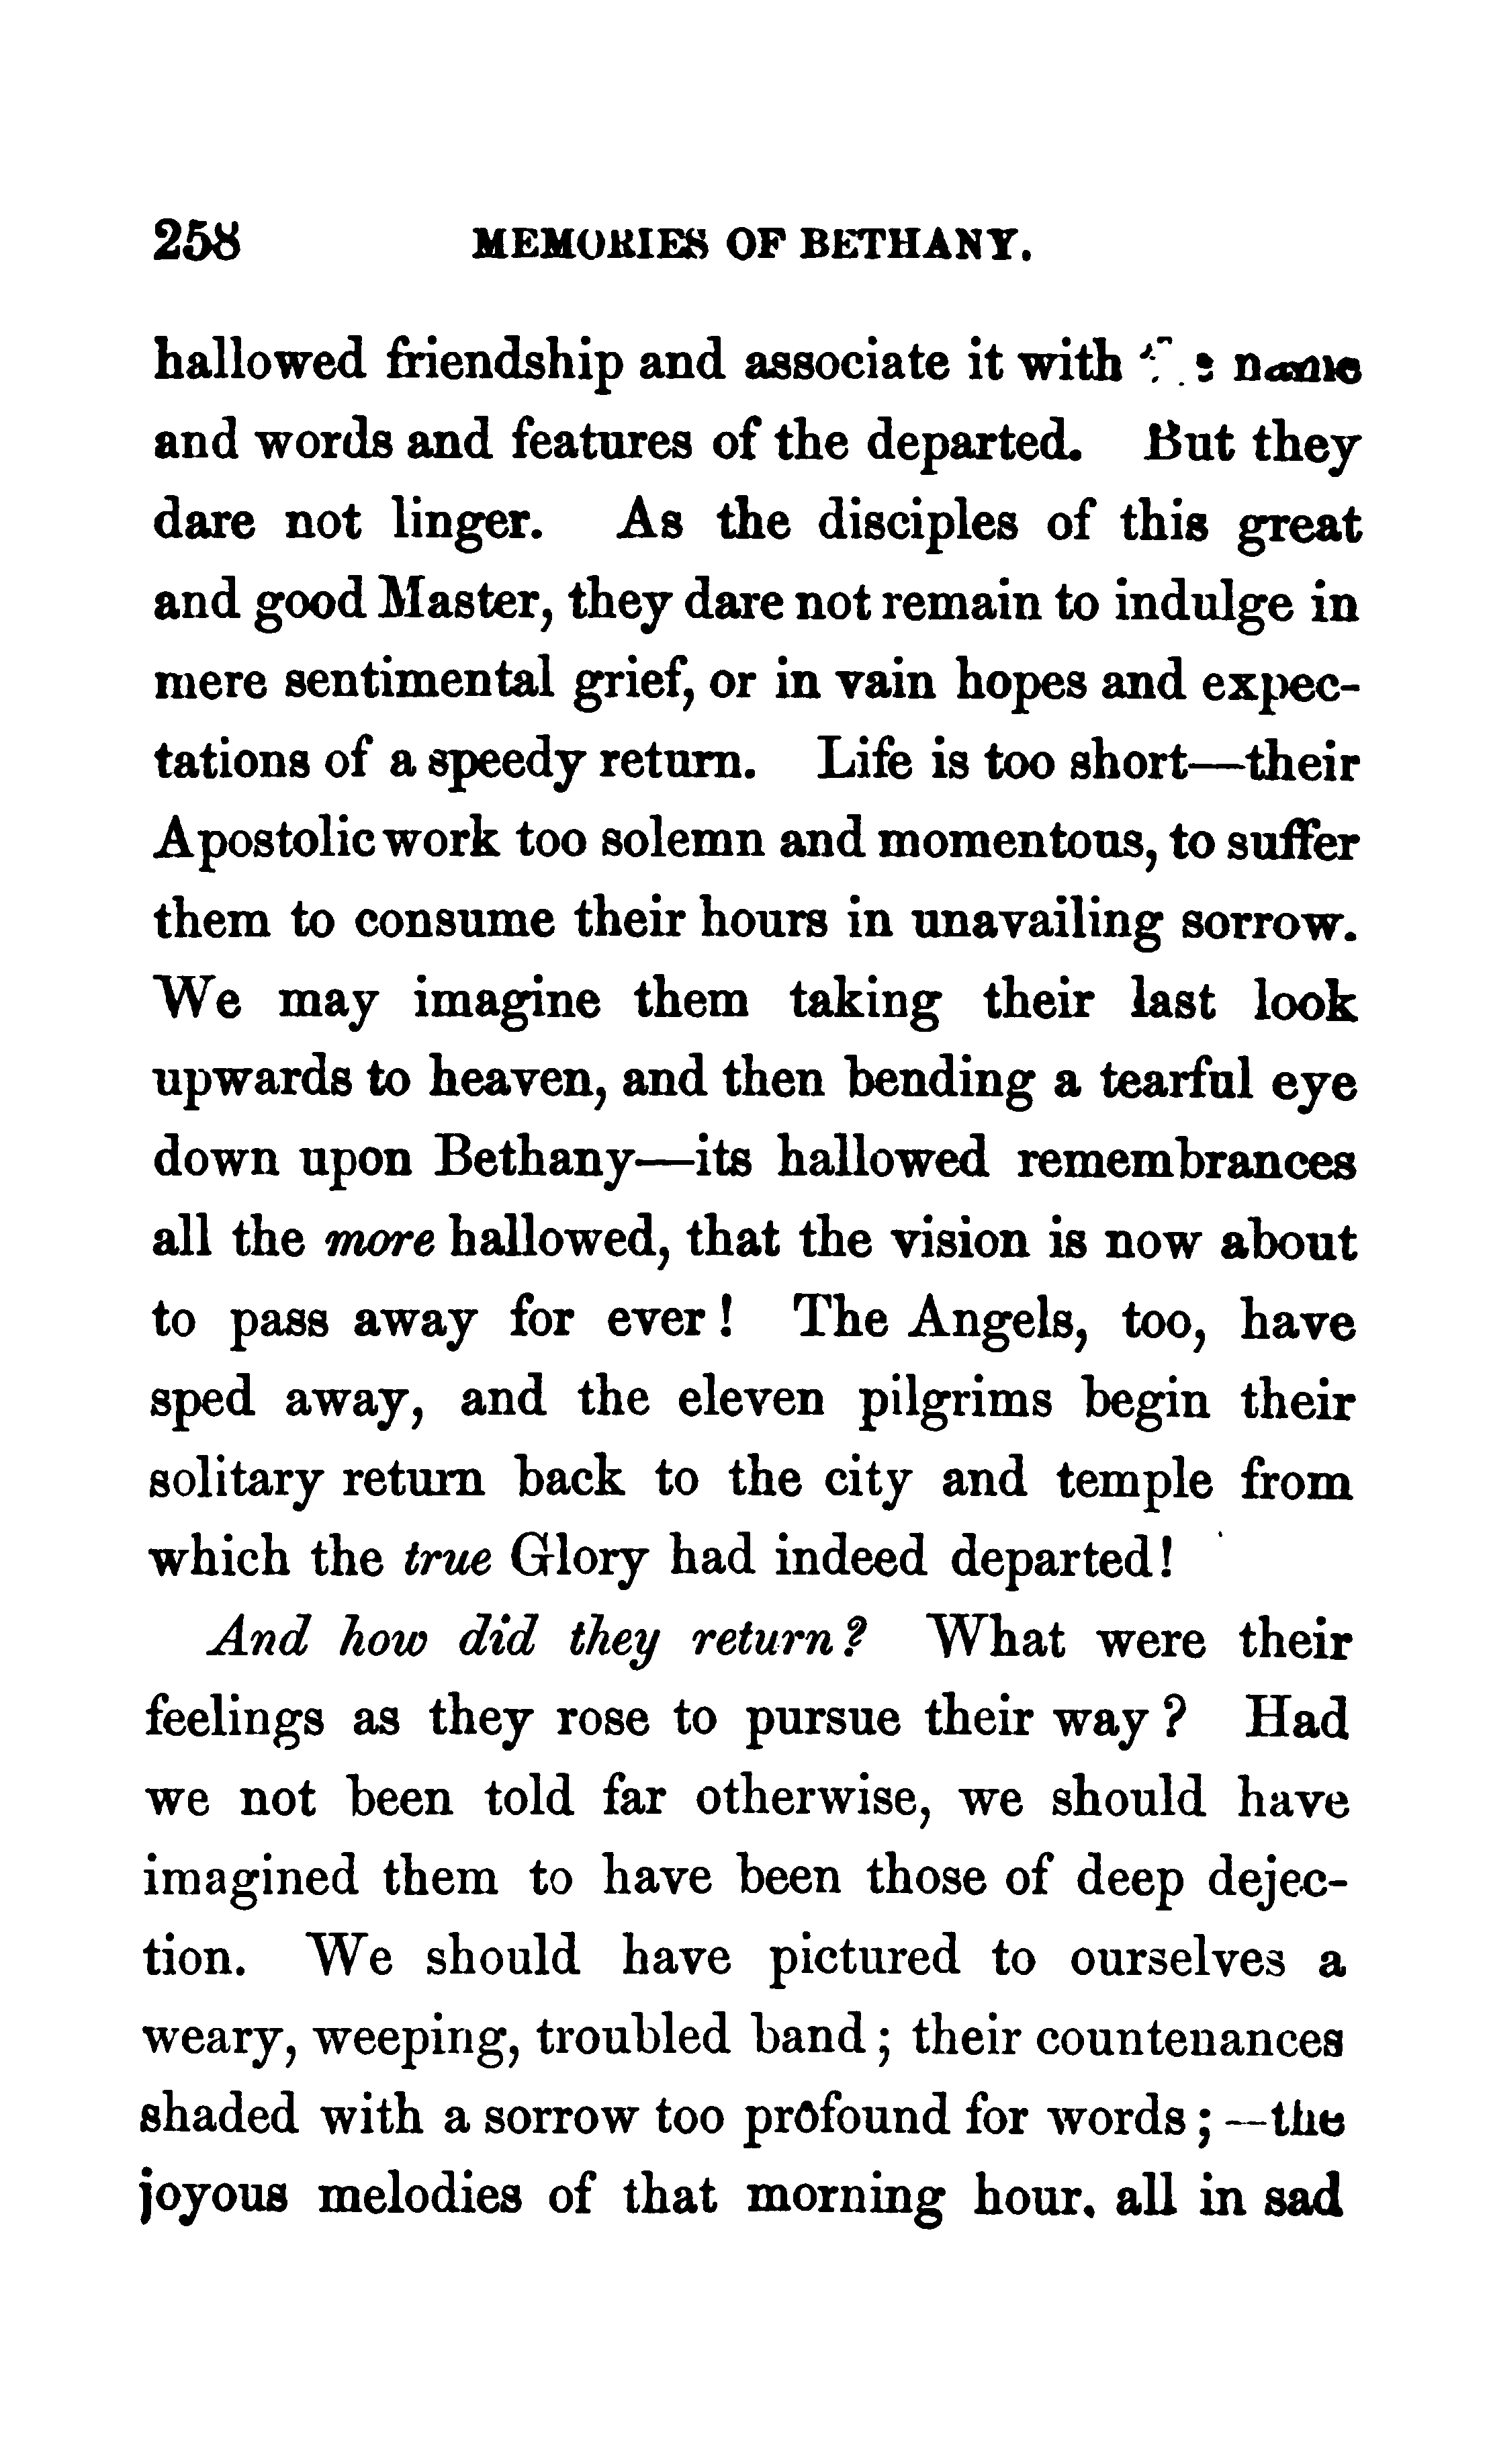 258 MEMORIES OF BETHANY.
hallowed friendship and associate it with name
and words and features of the departed. But they
dare not linger. As the disciples of this great
and good Master, they dare not remain to indulge in
mere sentimental grief, or in vain hopes and expec-
tations of a speedy return. Life is too short—their
Apostolic work too solemn and momentous, to suffer
them to consume their hours in unavailing sorrow.
We may imagine them taking their last look
upwards to heaven, and then bending a tearful eye
down upon Bethany—its hallowed remembrances
all the more hallowed, that the vision is now about
to pass away for ever! The Angels, too, have
sped away, and the eleven pilgrims begin their
solitary return back to the city and temple from
which the true Glory had indeed departed!
And how did they return? What were their
feelings as they rose to pursue their way? Had
we not been told far otherwise, we should have
imagined them to have been those of deep dejec-
tion. We should have pictured to ourselves a
weary, weeping, troubled band; their countenances
shaded with a sorrow too profound for words;—the
joyous melodies of that morning hour, all in sad